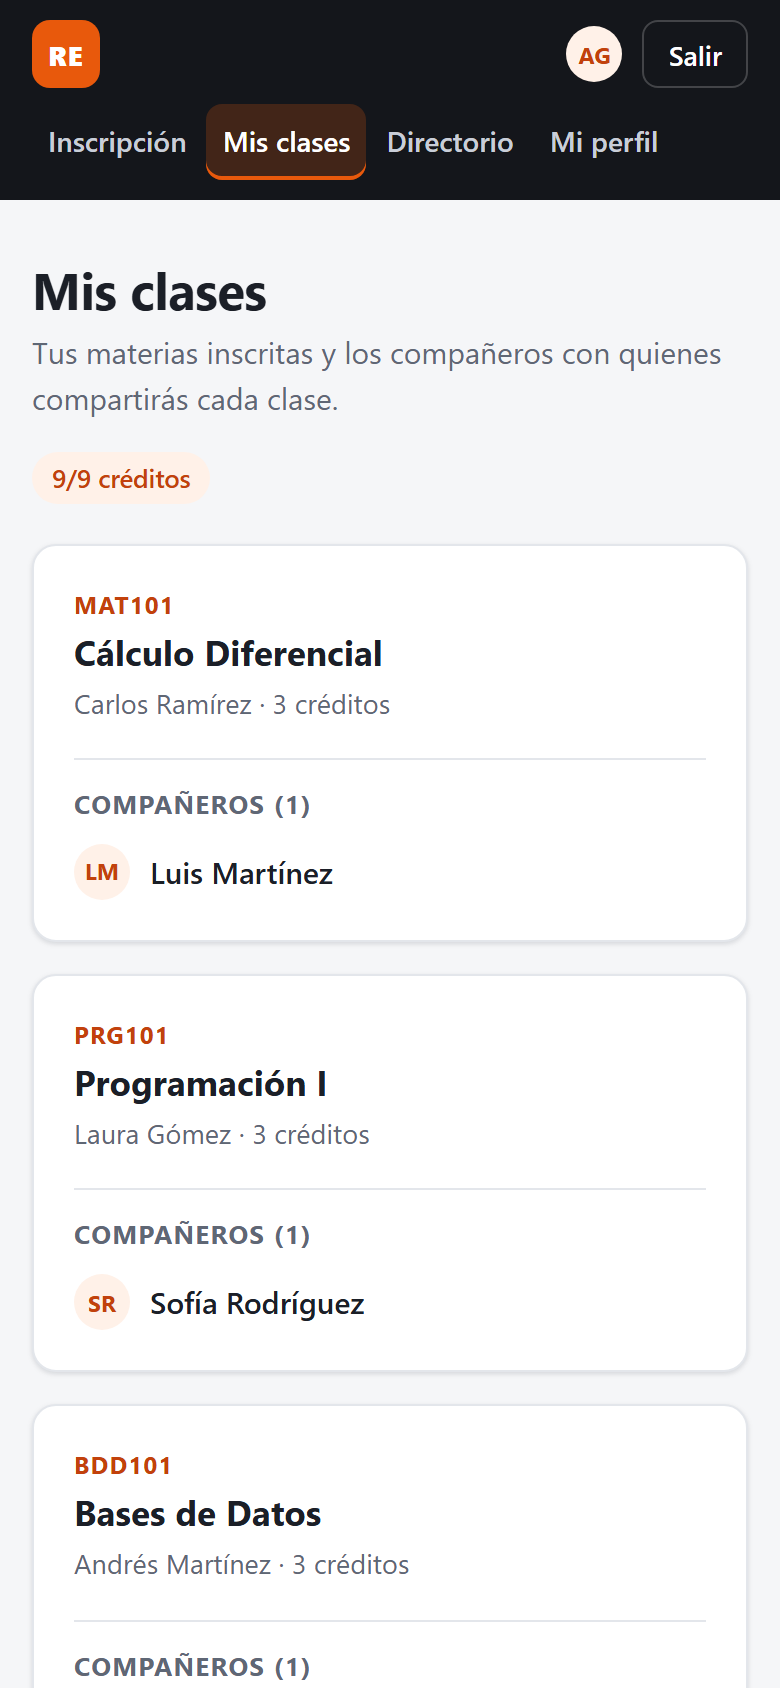 RE
AG
Salir
Inscripción
Mis clases
Directorio
Mi perfil
Mis clases
Tus materias inscritas y los compañeros con quienes
compartirás cada clase.
9/9 créditos
MAT101
Cálculo Diferencial
Carlos Ramírez · 3 créditos
COMPAÑEROS (1)
LM
Luis Martínez
PRG101
Programación I
Laura Gómez · 3 créditos
COMPAÑEROS (1)
SR
Sofía Rodríguez
BDD101
Bases de Datos
Andrés Martínez · 3 créditos
COMPAÑEROS (1)